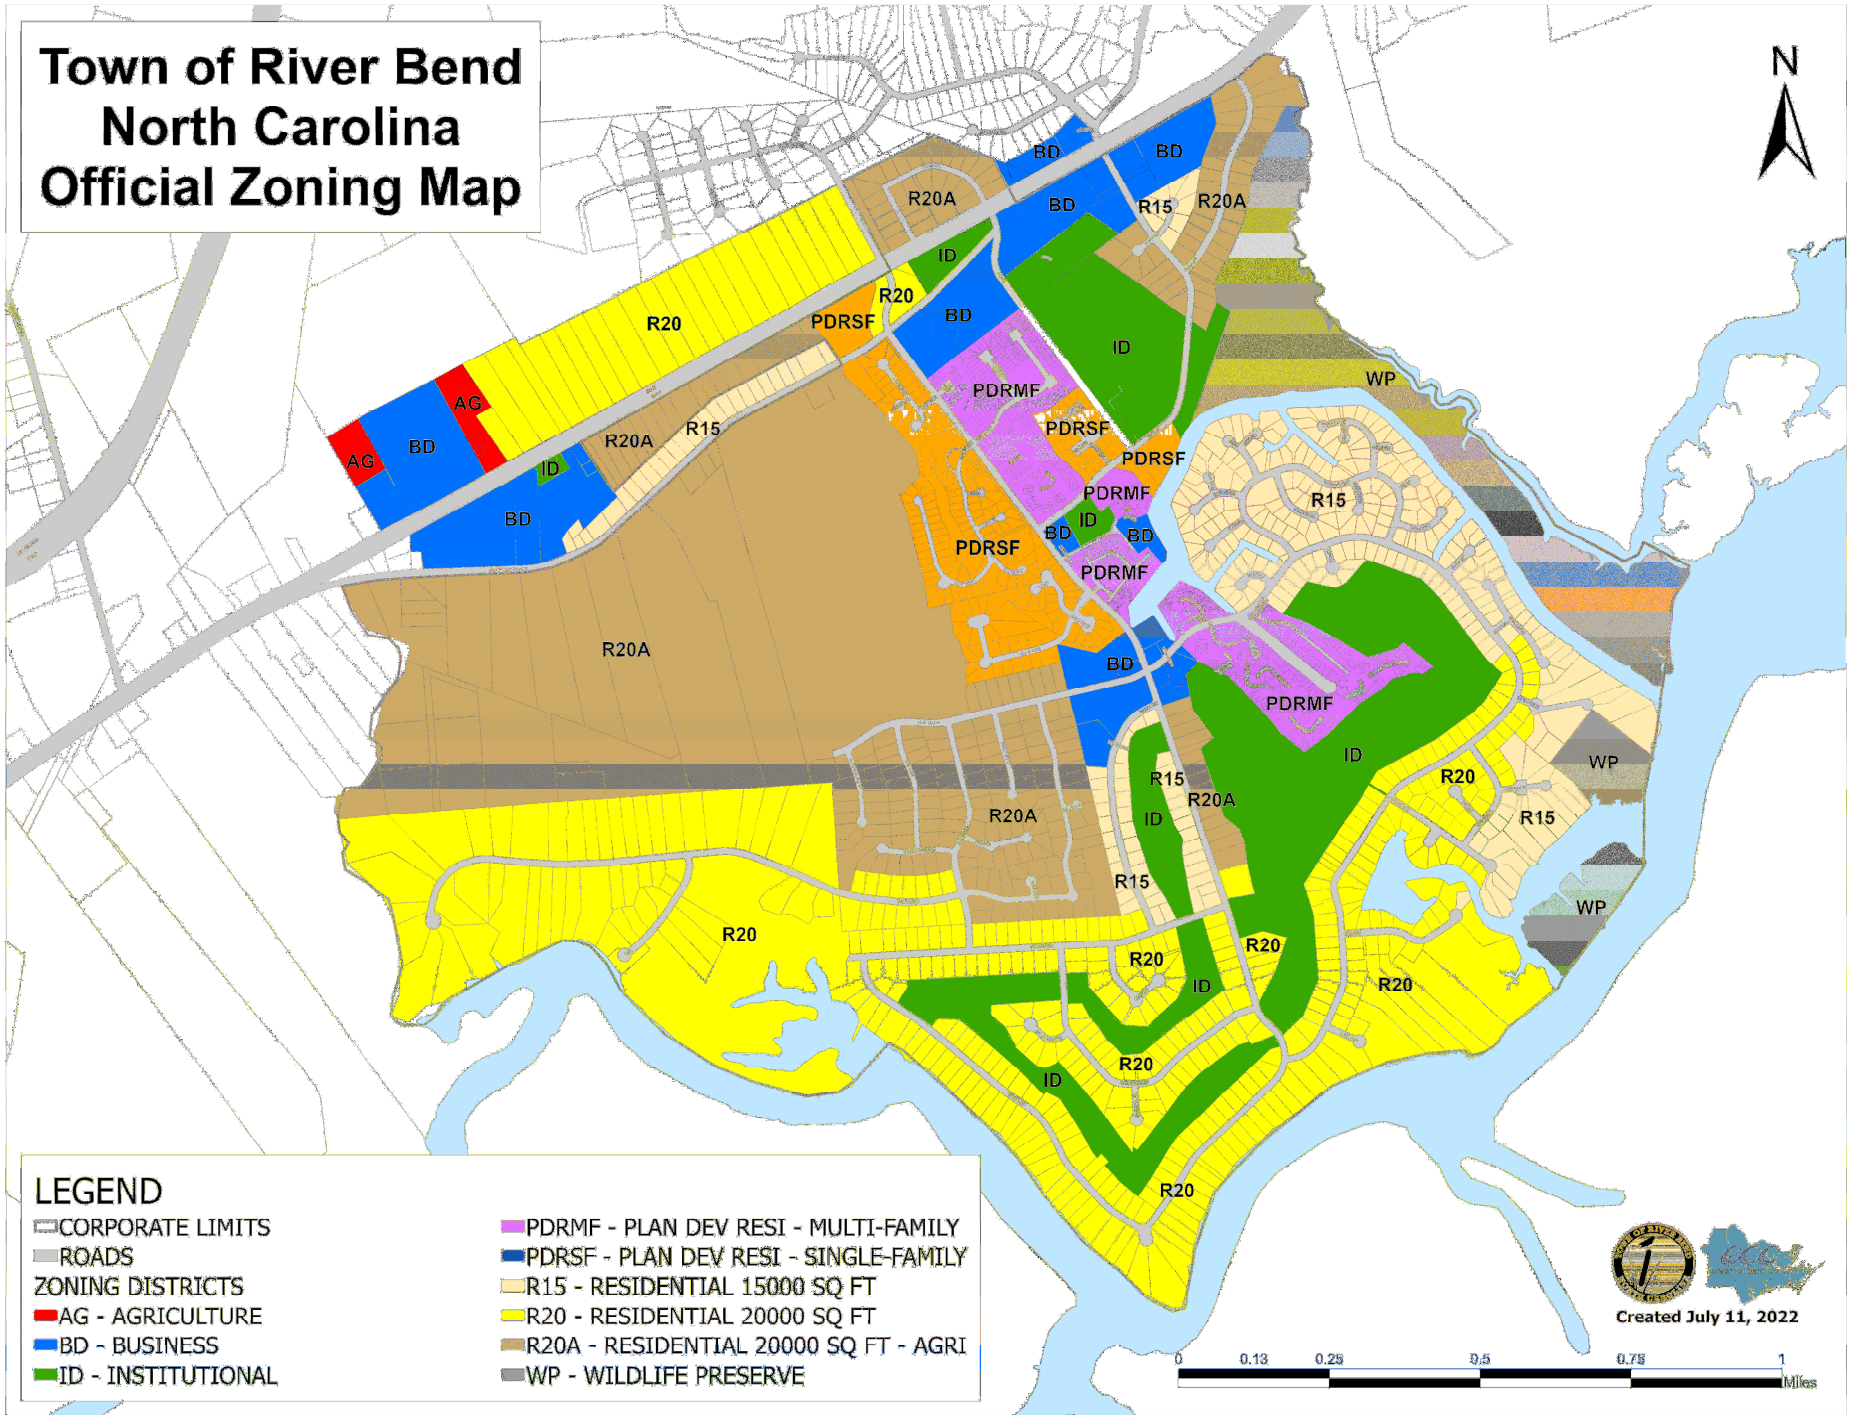 Town of River Bend
North Carolina
Official Zoning Map
N
BD
BD
R20A
BD
R15
R20A
ID
R20
BD
PDRSF
R20
ID
PDRMF
WP
AG
BD
AG
R20A
R15
PDRSF
PDRSF
ID
BD
PDRMF
R15
ID
BD
BD
PDRSF
PDRMF
R20A
BD
PDRMF
ID
WP
R15
R20
R20A
R20A
ID
R15
R15
WP
R20
R20
R20
ID
R20
R20
ID
R20
LEGEND
CORPORATE LIMITS
ROADS
ZONING DISTRICTS
AG - AGRICULTURE
BD - BUSINESS
ID - INSTITUTIONAL
PDRMF - PLAN DEV RESI - MULTI-FAMILY
PDRSF - PLAN DEV RESI - SINGLE-FAMILY
R15 - RESIDENTIAL 15000 SQ FT
R20 - RESIDENTIAL 20000 SQ FT
R20A - RESIDENTIAL 20000 SQ FT - AGRI
WP - WILDLIFE PRESERVE
TOWN OF RIVER BEND
NORTH CAROLINA
Created July 11, 2022
0 0.13 0.25 0.5 0.75 1
Miles